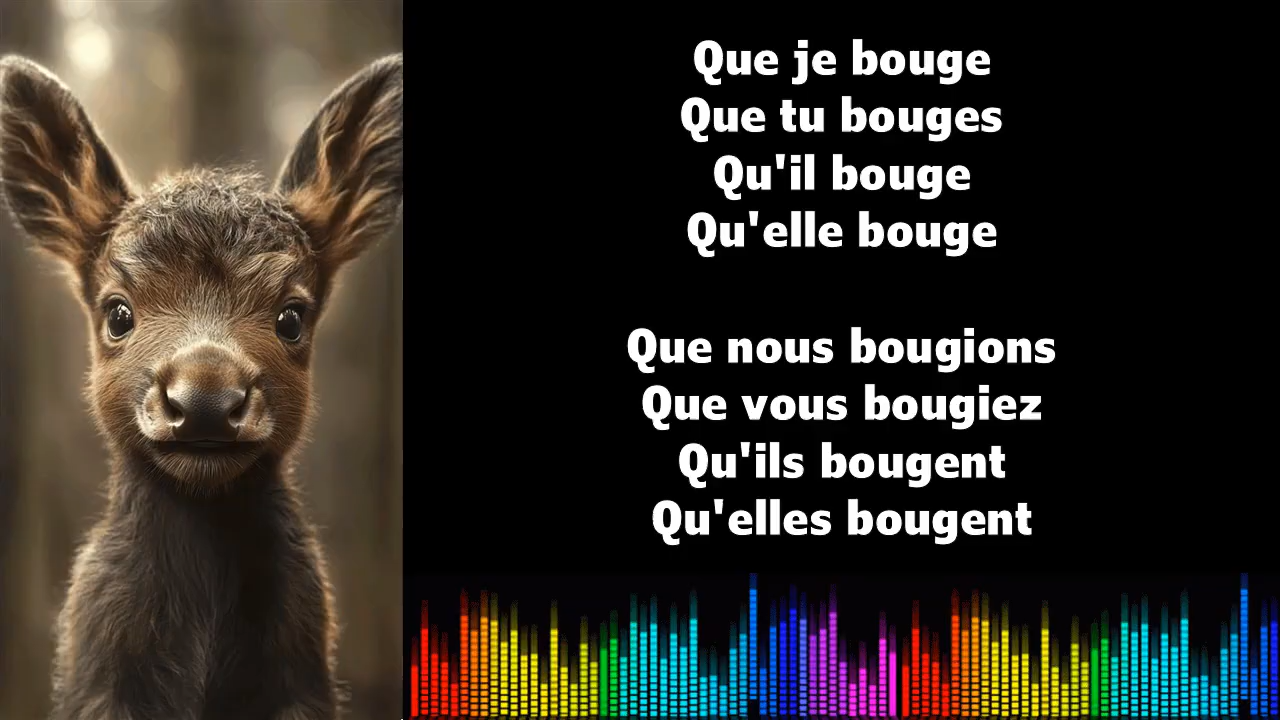 Que je bouge
Que tu bouges
Qu'il bouge
Qu'elle bouge
Que nous bougions
Que vous bougiez
Qu'ils bougent
Qu'elles bougent